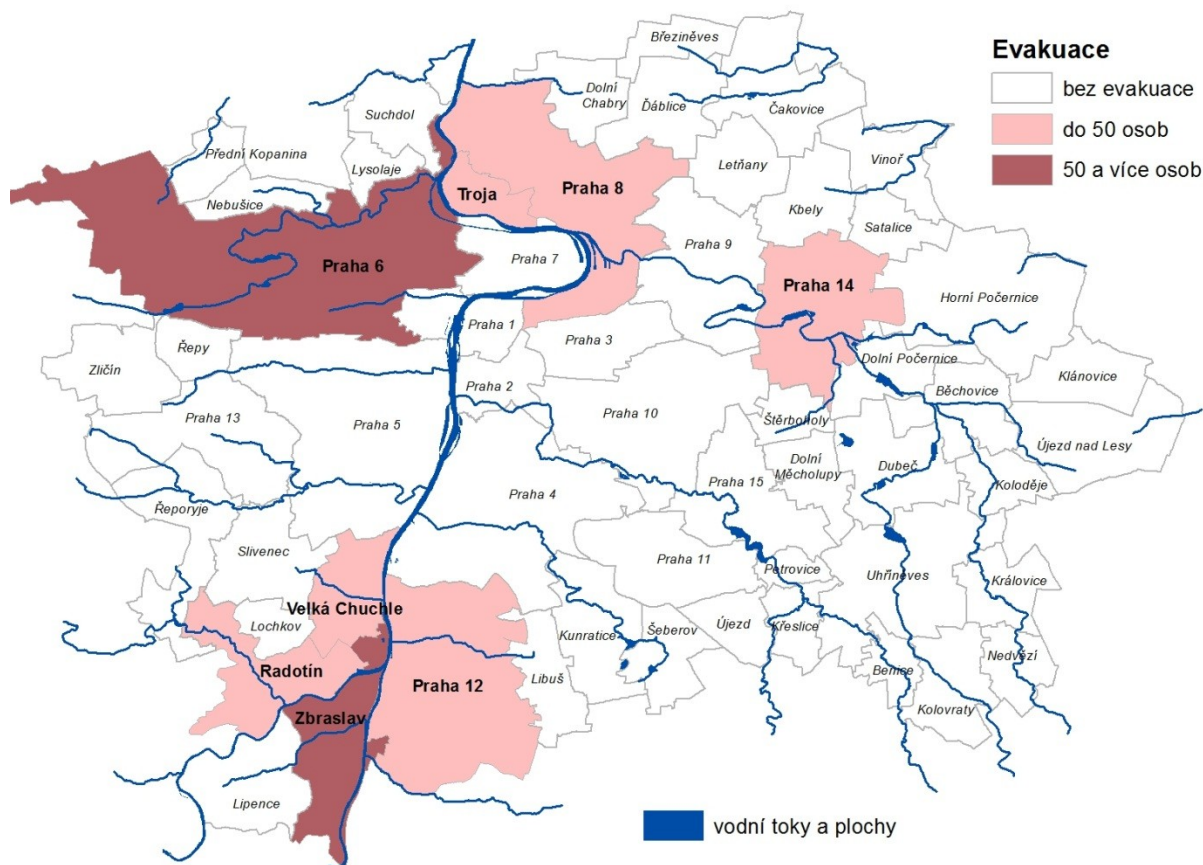 Březiněves
Evakuace
bez evakuace
do 50 osob
50 a více osob
Dolní
Chabry
Ďáblice
Čakovice
Suchdol
Přední Kopanina
Lysolaje
Letňany
Vinoř
Nebušice
Troja
Praha 8
Kbely
Satalice
Praha 9
Praha 7
Praha 6
Praha 14
Horní Počernice
Praha 1
Praha 3
Řepy
Zličín
Dolní Počernice
Klánovice
Praha 2
Běchovice
Praha 13
Praha 5
Praha 10
Štěrboholy
Újezd nad Lesy
Dolní
Měcholupy
Dubeč
Koloděje
Praha 15
Praha 4
Řeporyje
Slivenec
Praha 11
Petrovice
Uhříněves
Královice
Velká Chuchle
Lochkov
Kunratice
Šeberov
Újezd
Křeslice
Nedvězí
Benice
Radotín
Praha 12
Libuš
Kolovraty
Zbraslav
Lipence
vodní toky a plochy